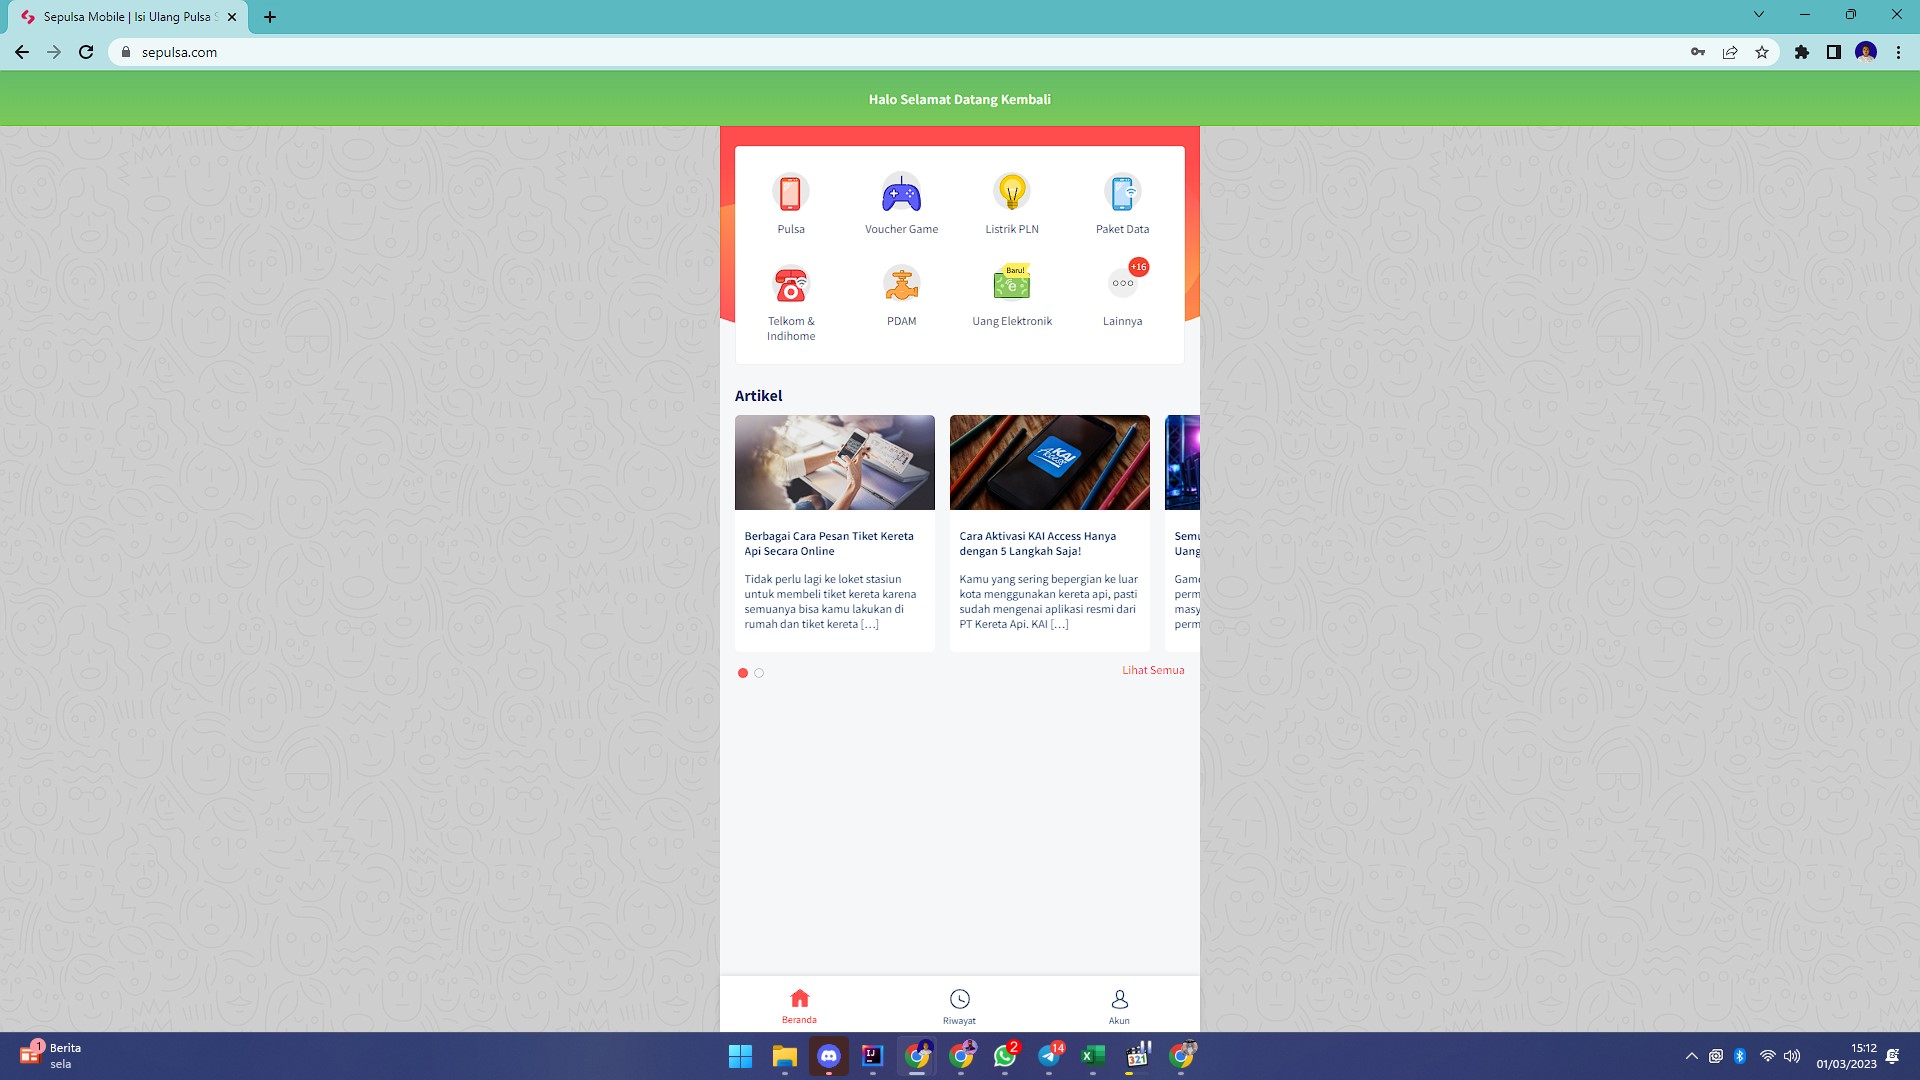 Sepulsa Mobile | Isi Ulang Pulsa
sepulsa.com
Halo Selamat Datang Kembali
Pulsa
Voucher Game
Listrik PLN
Paket Data
Baru!
+16
Telkom &
Indihome
PDAM
Uang Elektronik
Lainnya
Artikel
KAI
Access
Berbagai Cara Pesan Tiket Kereta
Api Secara Online
Tidak perlu lagi ke loket stasiun
untuk membeli tiket kereta karena
semuanya bisa kamu lakukan di
rumah dan tiket kereta [...]
Cara Aktivasi KAI Access Hanya
dengan 5 Langkah Saja!
Kamu yang sering bepergian ke luar
kota menggunakan kereta api, pasti
sudah mengenai aplikasi resmi dari
PT Kereta Api. KAI [...]
Semu
Uang
Game
perm
masy
perm
Lihat Semua
Beranda
Riwayat
Akun
1
Berita
sela
2
14
321
15:12
01/03/2023